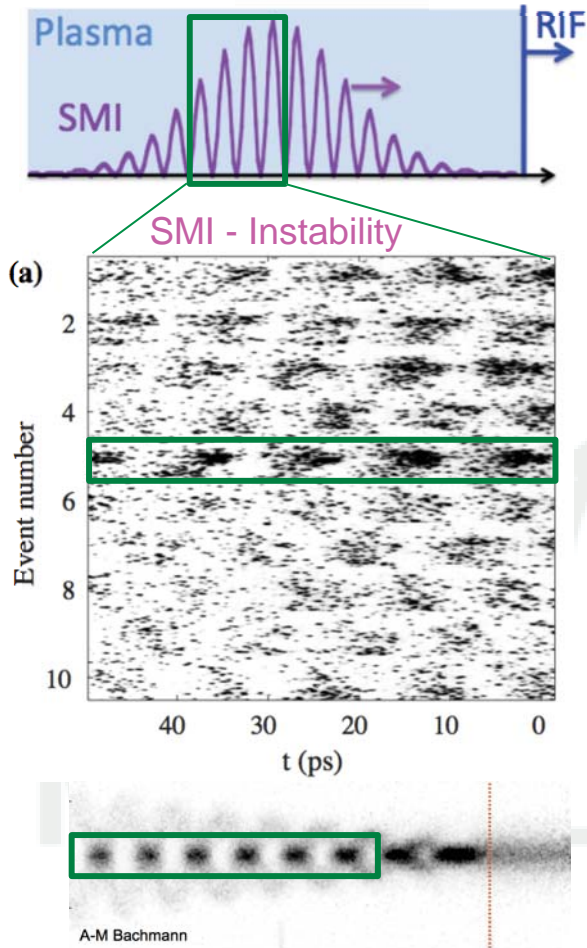 Plasma
RIF
SMI
SMI - Instability
(a)
Event number
2
4
6
8
10
40 30 20 10 0
t (ps)
A-M Bachmann